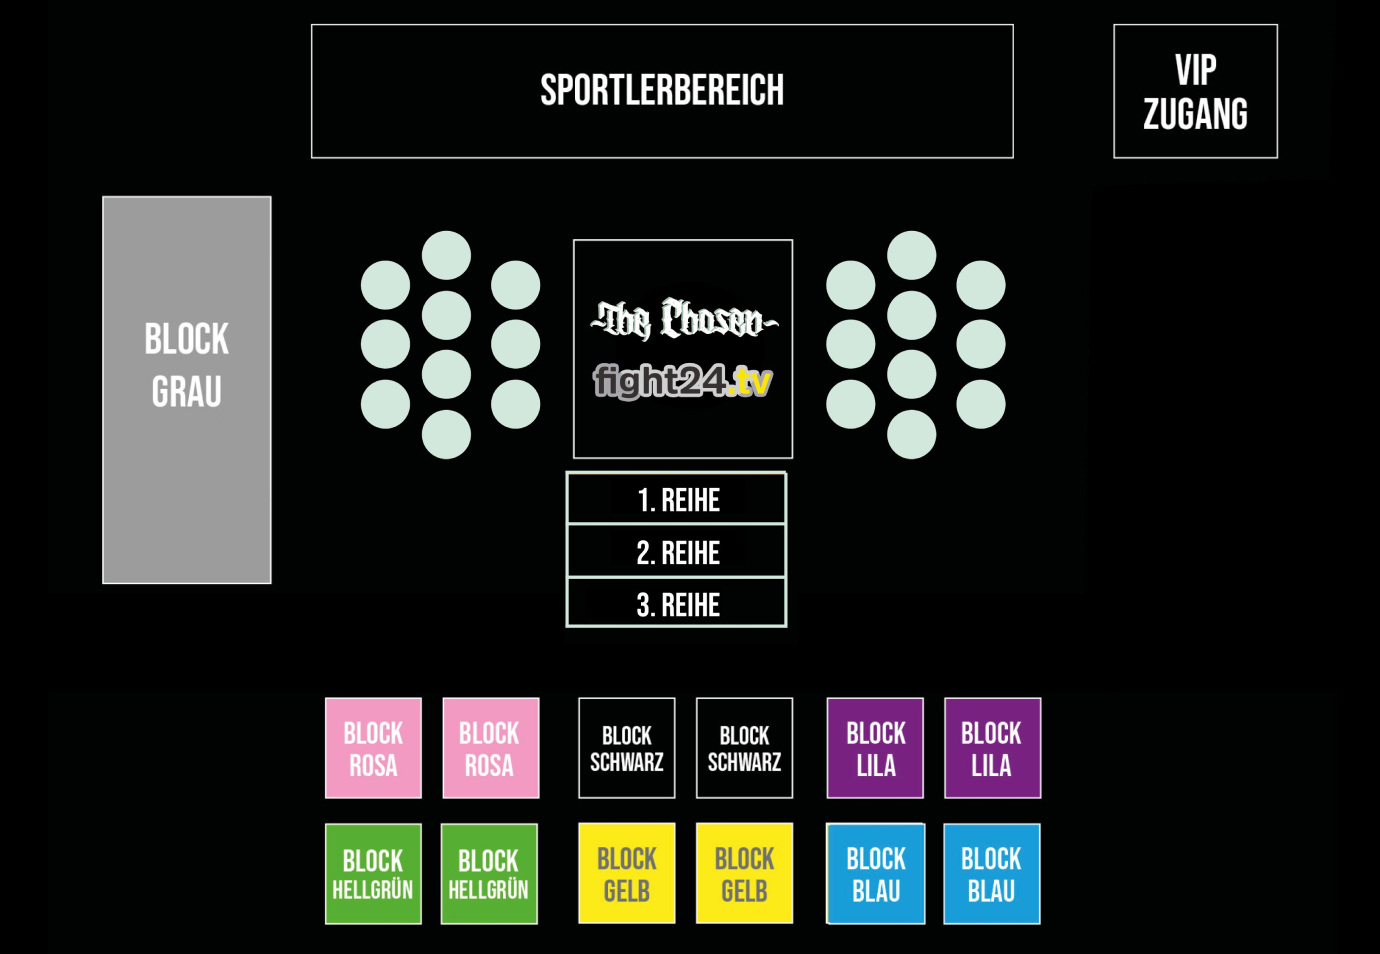 SPORTLERBEREICH
VIP
ZUGANG
BLOCK
GRAU
The Chosen
fight24.tv
1. REIHE
2. REIHE
3. REIHE
BLOCK
ROSA
BLOCK
ROSA
BLOCK
SCHWARZ
BLOCK
SCHWARZ
BLOCK
LILA
BLOCK
LILA
BLOCK
HELLGRÜN
BLOCK
HELLGRÜN
BLOCK
GELB
BLOCK
GELB
BLOCK
BLAU
BLOCK
BLAU